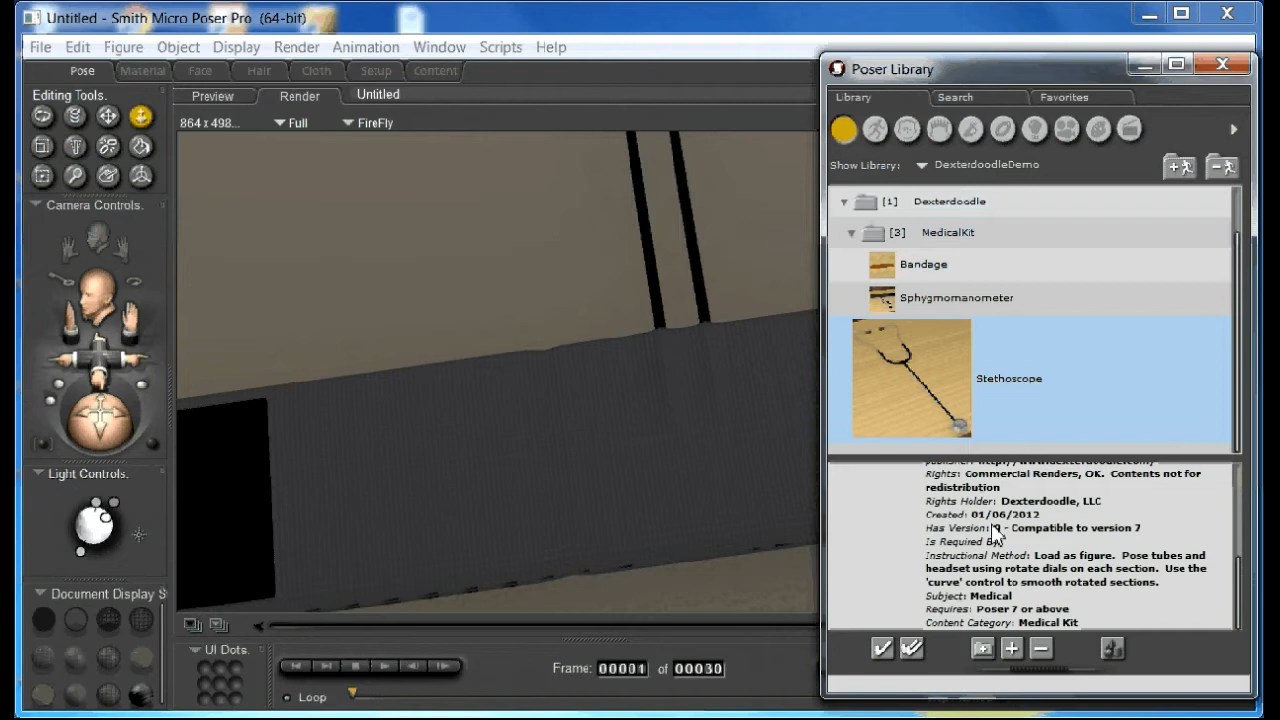 Untitled - Smith Micro Poser Pro (64-bit)
File Edit Figure Object Display Render Animation Window Scripts Help
Pose Material Face Hair Cloth Setup Content
Editing Tools.
Preview Render Untitled
864 x 498... Full FireFly
Camera Controls.
Light Controls.
Document Display S
UI Dots.
Loop
Frame: 00001 of 00030
Poser Library
Library Search Favorites
Show Library: DexterdoodleDemo
[1] Dexterdoodle
[3] MedicalKit
Bandage
Sphygmomanometer
Stethoscope
Rights: Commercial Renders, OK. Contents not for
redistribution
Rights Holder: Dexterdoodle, LLC
Created: 01/06/2012
Has Version: - Compatible to version 7
Is Required By:
Instructional Method: Load as figure. Pose tubes and
headset using rotate dials on each section. Use the
'curve' control to smooth rotated sections.
Subject: Medical
Requires: Poser 7 or above
Content Category: Medical Kit